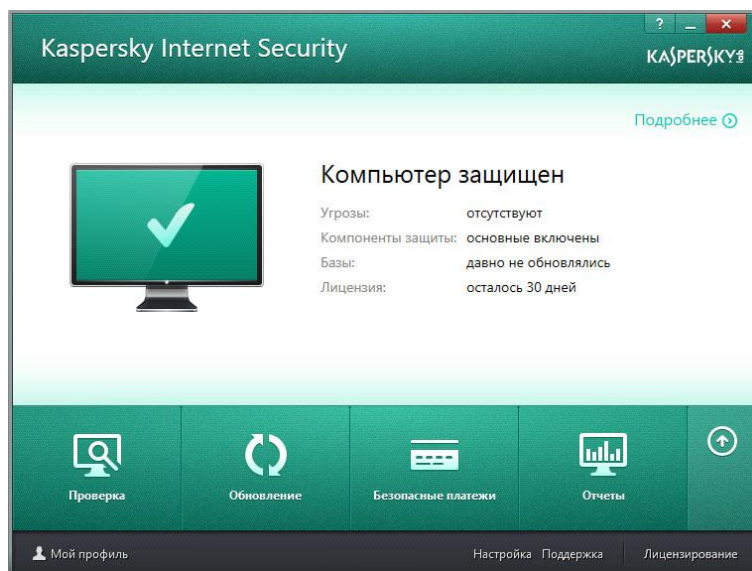 Kaspersky Internet Security
?
KASPERSKY lab
Подробнее
Компьютер защищен
Угрозы: отсутствуют
Компоненты защиты: основные включены
Базы: давно не обновлялись
Лицензия: осталось 30 дней
Проверка Обновление Безопасные платежи Отчеты
Мой профиль Настройка Поддержка Лицензирование